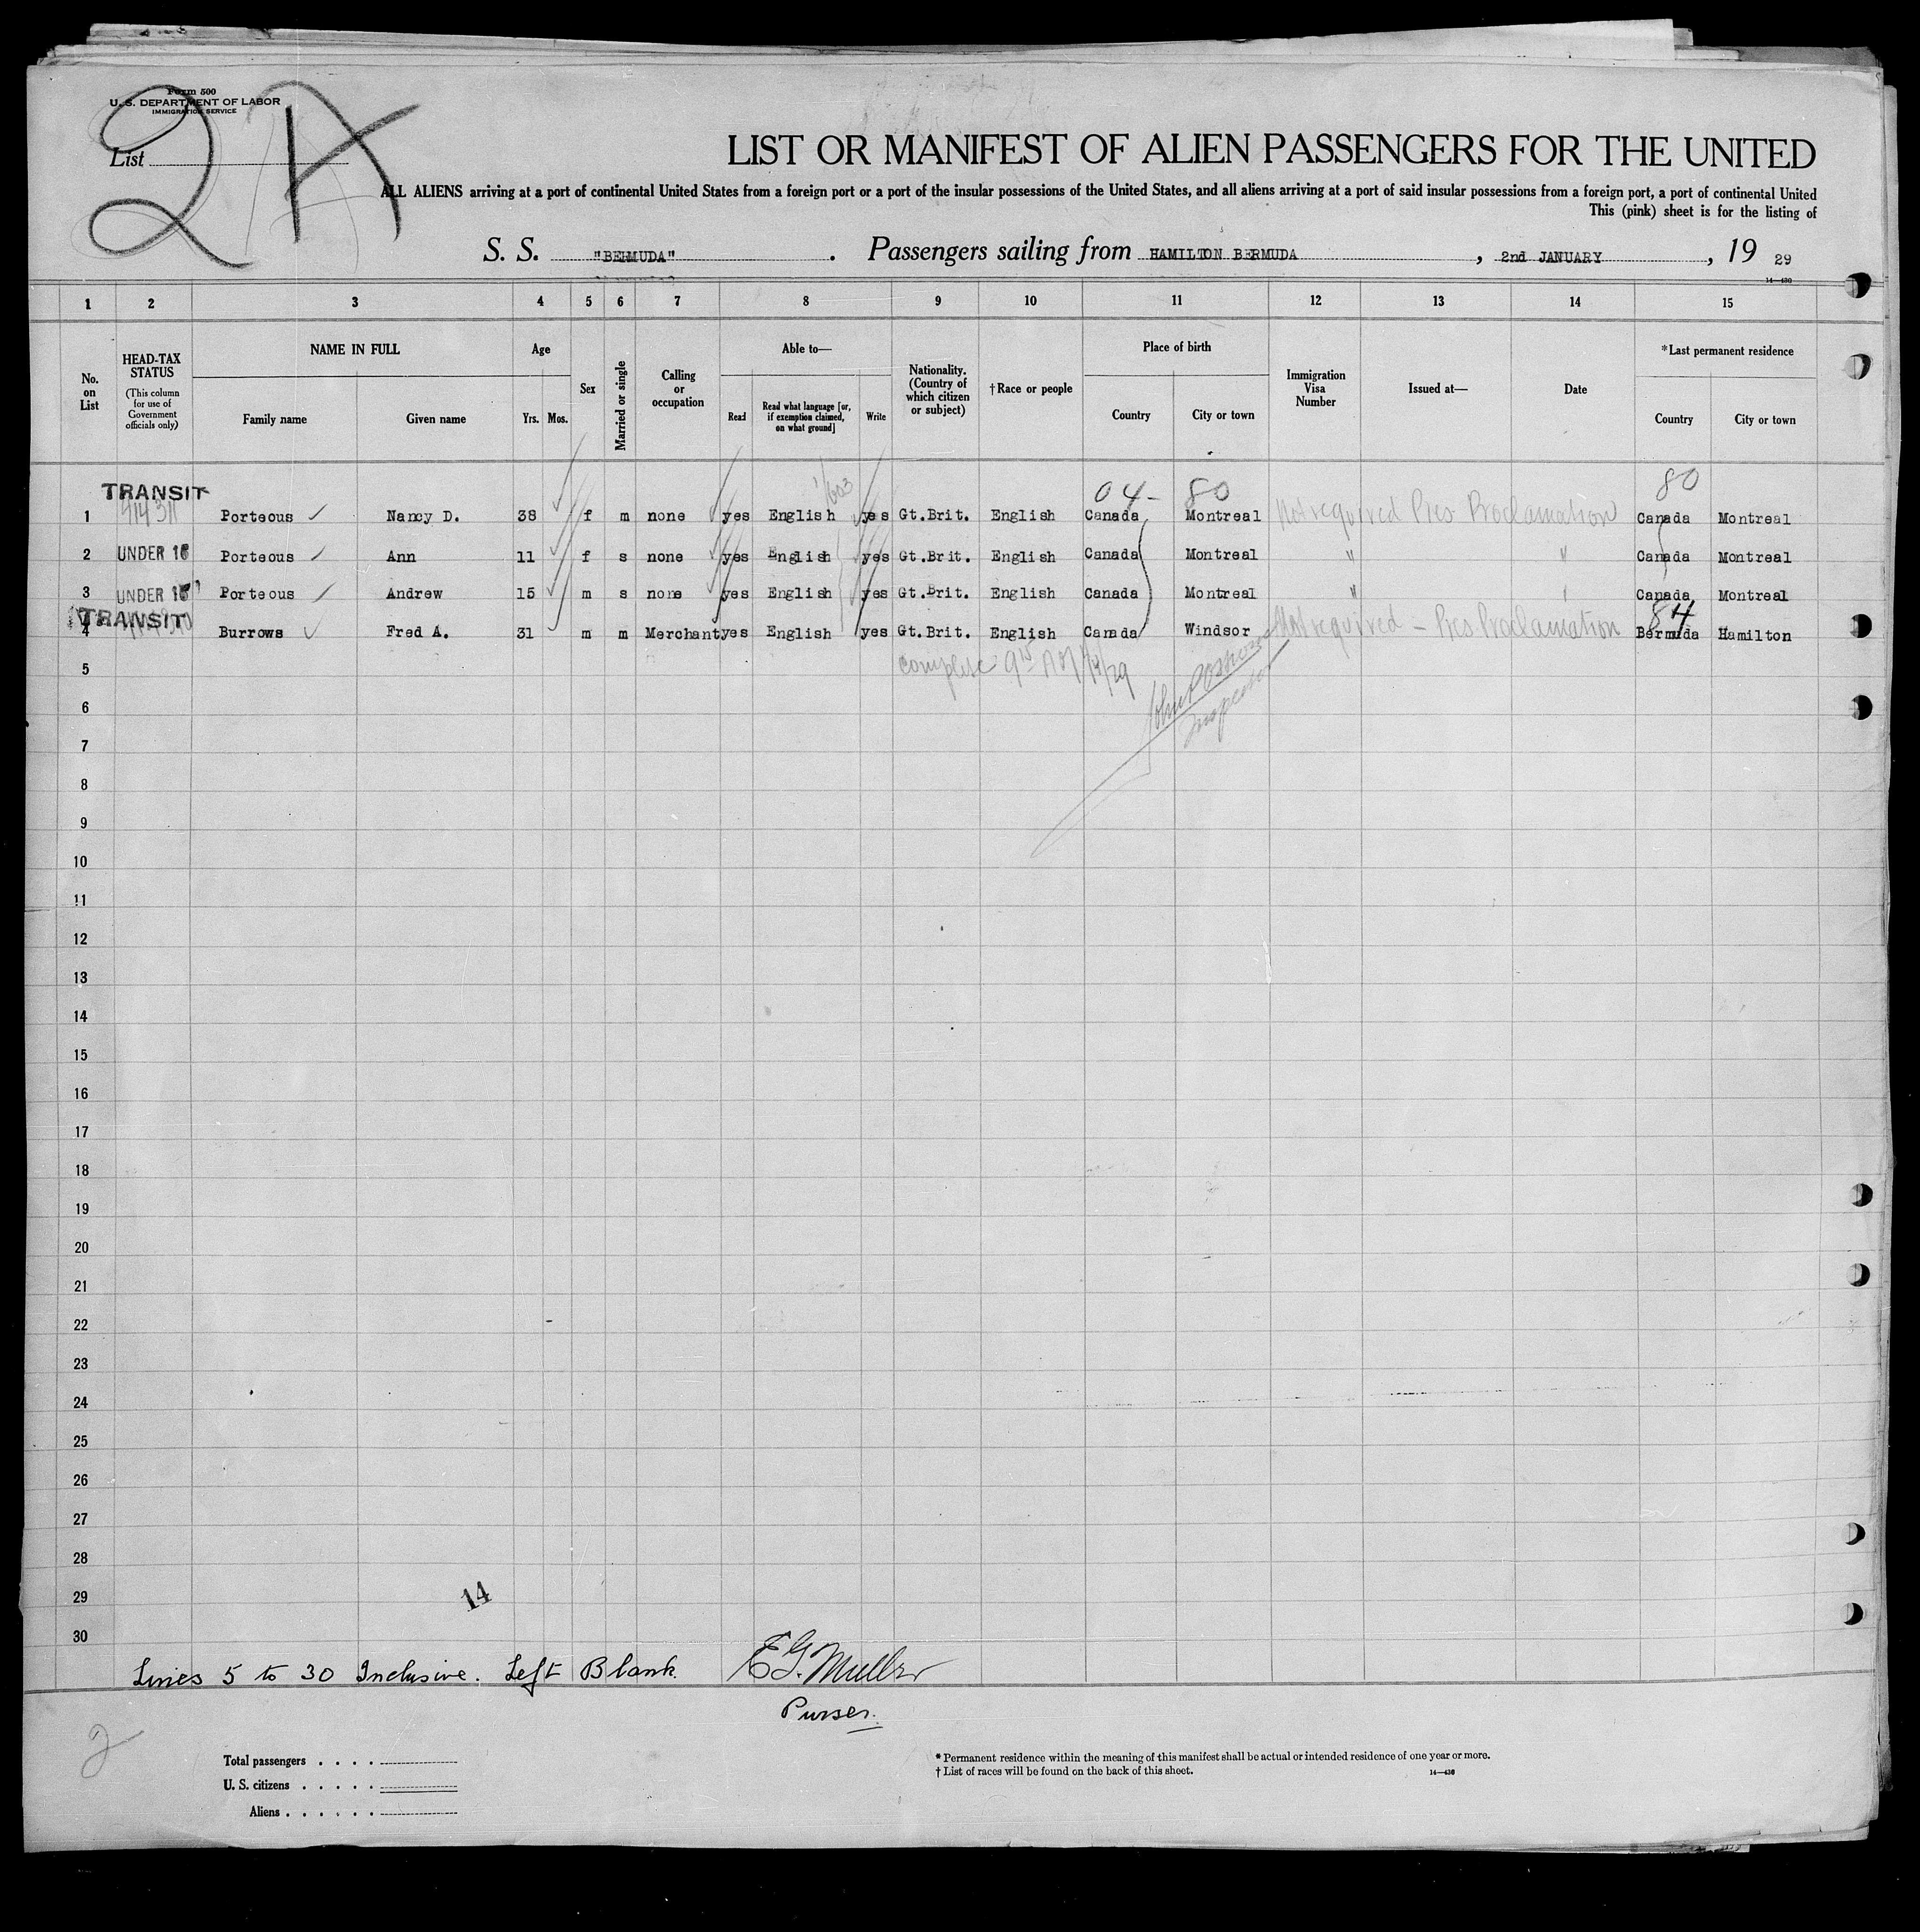 Form 500
U. S. DEPARTMENT OF LABOR
IMMIGRATION SERVICE
2 A
List
LIST OR MANIFEST OF ALIEN PASSENGERS FOR THE UNITED
ALL ALIENS arriving at a port of continental United States from a foreign port or a port of the insular possessions of the United States, and all aliens arriving at a port of said insular possessions from a foreign port, a port of continental United
This (pink) sheet is for the listing of
S. S. "BERMUDA" . Passengers sailing from HAMILTON BERMUDA , 2nd JANUARY , 19 29
14—430
1 2 3 4 5 6 7 8 9 10 11 12 13 14 15
No. on List
HEAD-TAX STATUS
(This column for use of Government officials only)
NAME IN FULL
Family name Given name
Age
Yrs. Mos.
Sex
Married or single
Calling or occupation
Able to—
Read Read what language [or, if exemption claimed, on what ground] Write
Nationality. (Country of which citizen or subject)
† Race or people
Place of birth
Country City or town
Immigration Visa Number
Issued at—
Date
*Last permanent residence
Country City or town
TRANSIT 04- 80 80
1 Porteous Nancy D. 38 f m none yes English yes Gt.Brit. English Canada Montreal Not required Pres Proclamation Canada Montreal
2 UNDER 16 Porteous Ann 11 f s none yes English yes Gt.Brit. English Canada Montreal " " Canada Montreal
3 UNDER 16 Porteous Andrew 15 m s none yes English yes Gt.Brit. English Canada Montreal " " Canada Montreal
TRANSIT 84
4 Burrows Fred A. 31 m m Merchant yes English yes Gt.Brit. English Canada Windsor Not required - Pres Proclamation Bermuda Hamilton
5 complete 9 15 AM
Inspector
6
7
8
9
10
11
12
13
14
15
16
17
18
19
20
21
22
23
24
25
26
27
28
29
14
30
Lines 5 to 30 Inclusive. Left Blank. E G. Muller
Purser.
2
Total passengers . . . .
U. S. citizens . . . . .
Aliens . . . . . .
* Permanent residence within the meaning of this manifest shall be actual or intended residence of one year or more.
† List of races will be found on the back of this sheet. 14—430